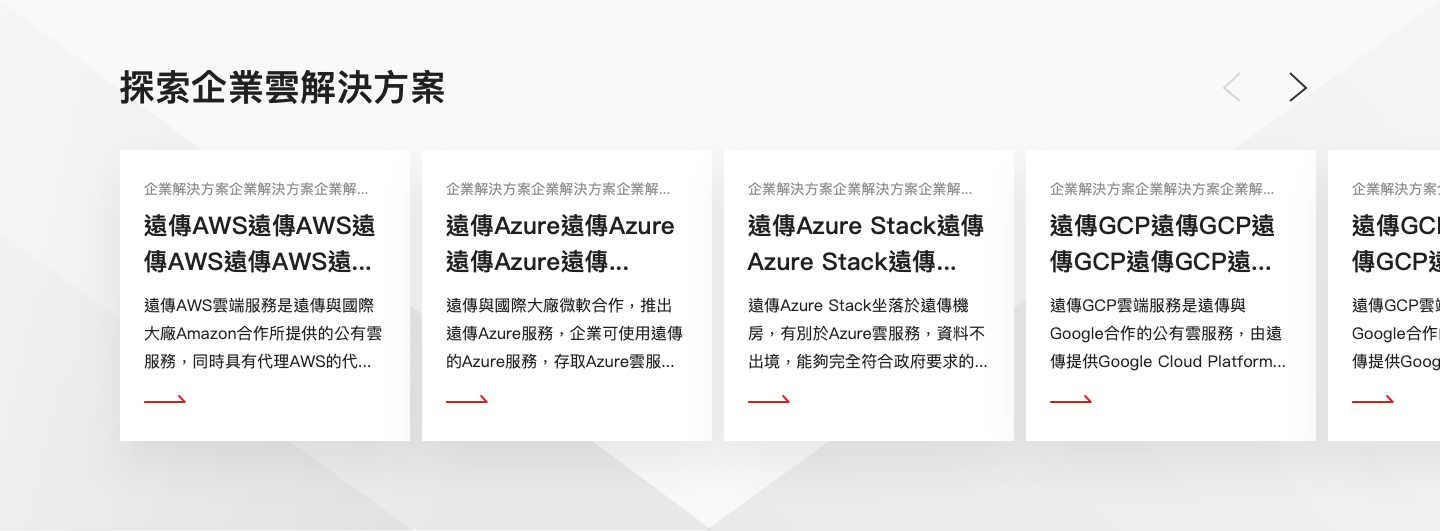 探索企業雲解決方案
企業解決方案企業解決方案企業解...
遠傳AWS遠傳AWS遠
傳AWS遠傳AWS遠...
遠傳AWS雲端服務是遠傳與國際
大廠Amazon合作所提供的公有雲
服務，同時具有代理AWS的代...
企業解決方案企業解決方案企業解...
遠傳Azure遠傳Azure
遠傳Azure遠傳...
遠傳與國際大廠微軟合作，推出
遠傳Azure服務，企業可使用遠傳
的Azure服務，存取Azure雲服...
企業解決方案企業解決方案企業解...
遠傳Azure Stack遠傳
Azure Stack遠傳...
遠傳Azure Stack坐落於遠傳機
房，有別於Azure雲服務，資料不
出境，能夠完全符合政府要求的...
企業解決方案企業解決方案企業解...
遠傳GCP遠傳GCP遠
傳GCP遠傳GCP遠...
遠傳GCP雲端服務是遠傳與
Google合作的公有雲服務，由遠
傳提供Google Cloud Platform...
企業解決方案
遠傳GC
傳GCP
遠傳GCP雲
Google合作
傳提供Goog